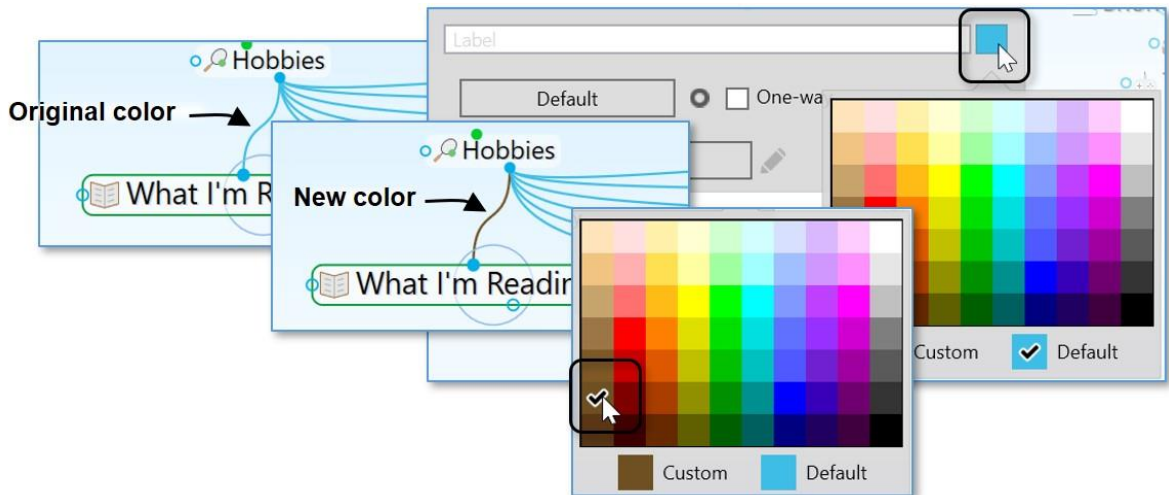 Label
Hobbies
Original color
Default
One-wa
Hobbies
What I'm R
New color
What I'm Readin
Custom
Default
Custom
Default